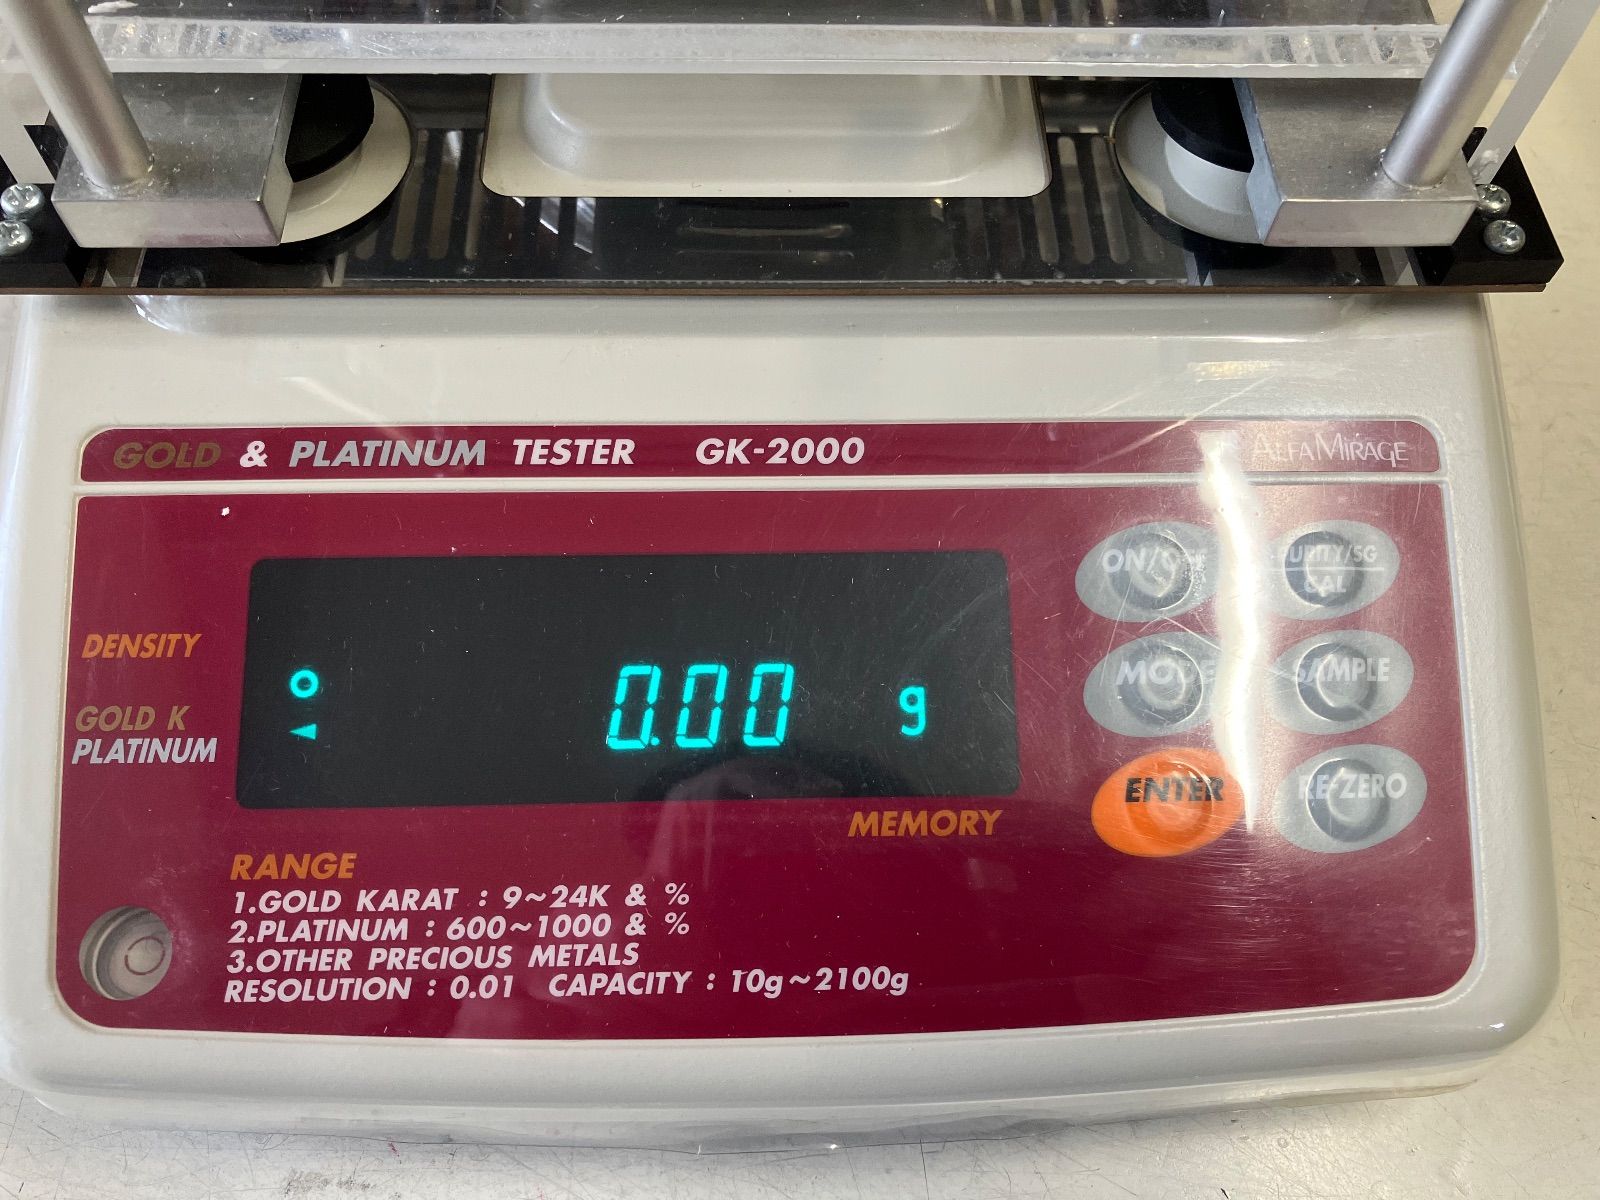 GOLD & PLATINUM TESTER GK-2000 ALFAMIRAGE
ON/OFF
PURITY/SG
CAL
DENSITY
MODE
SAMPLE
GOLD K
PLATINUM
0.00 g
ENTER
RE-ZERO
MEMORY
RANGE
1.GOLD KARAT : 9~24K & %
2.PLATINUM : 600~1000 & %
3.OTHER PRECIOUS METALS
RESOLUTION : 0.01 CAPACITY : 10g~2100g